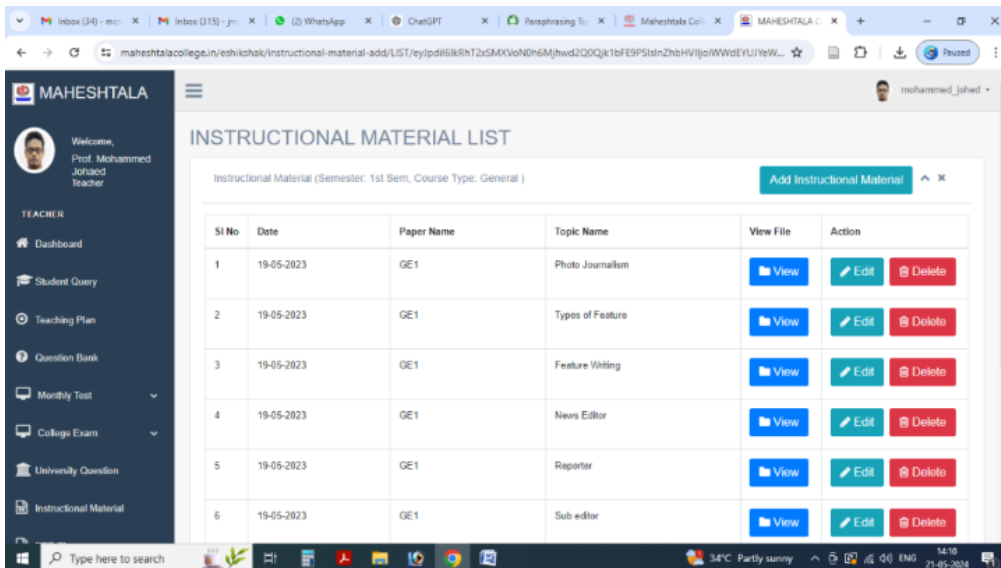 Inbox (34) - mo
Inbox (315) - jm
(2) WhatsApp
ChatGPT
Paraphrasing To
Maheshtala Coll
MAHESHTALA C
Paused
MAHESHTALA
mohammed_johed
Welcome,
Prof. Mohammed
Johaed
Teacher
INSTRUCTIONAL MATERIAL LIST
Instructional Material (Semester: 1st Sem, Course Type: General )
Add Instructional Material
TEACHER
Dashboard
Student Query
Teaching Plan
Question Bank
Monthly Test
College Exam
University Question
Instructional Material
Sl No Date Paper Name Topic Name View File Action
1 19-05-2023 GE1 Photo Journalism View Edit Delete
2 19-05-2023 GE1 Types of Feature View Edit Delete
3 19-05-2023 GE1 Feature Writing View Edit Delete
4 19-05-2023 GE1 News Editor View Edit Delete
5 19-05-2023 GE1 Reporter View Edit Delete
6 19-05-2023 GE1 Sub editor View Edit Delete
Type here to search
34°C Partly sunny
ENG
14:10
21-05-2024